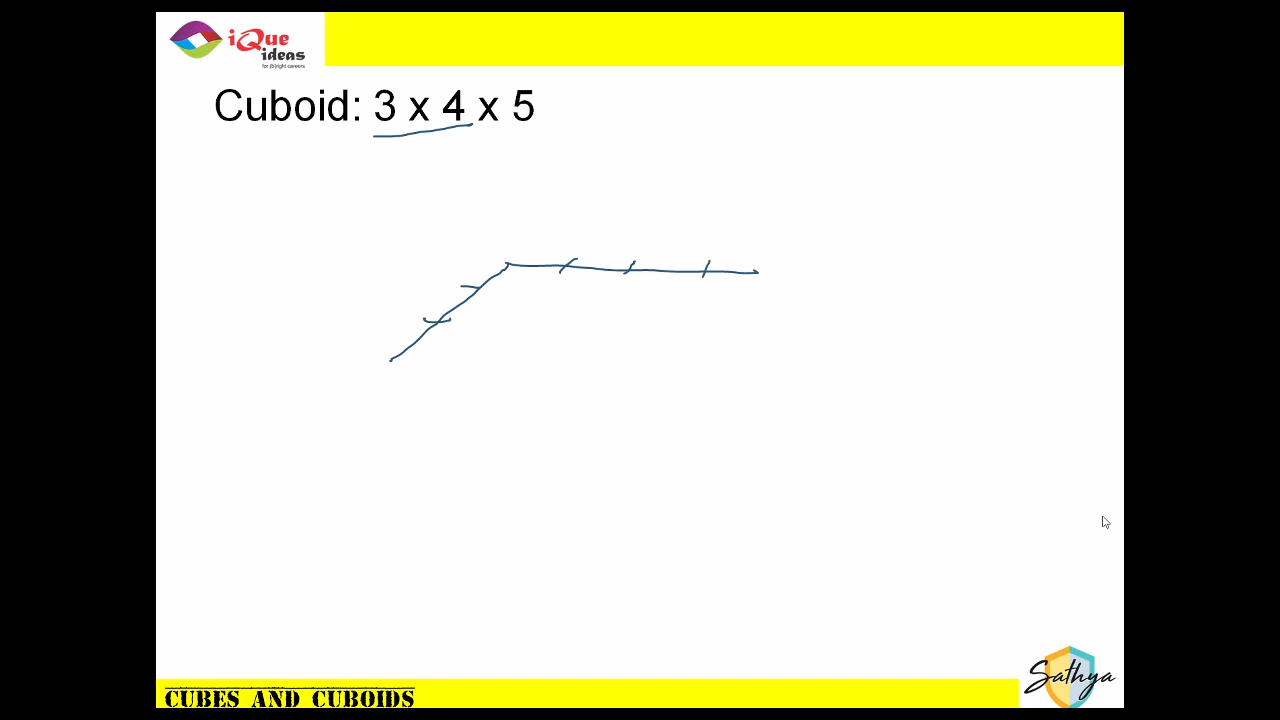 iQue
ideas
for (b)right careers
Cuboid: 3 x 4 x 5
CUBES AND CUBOIDS
Sathya